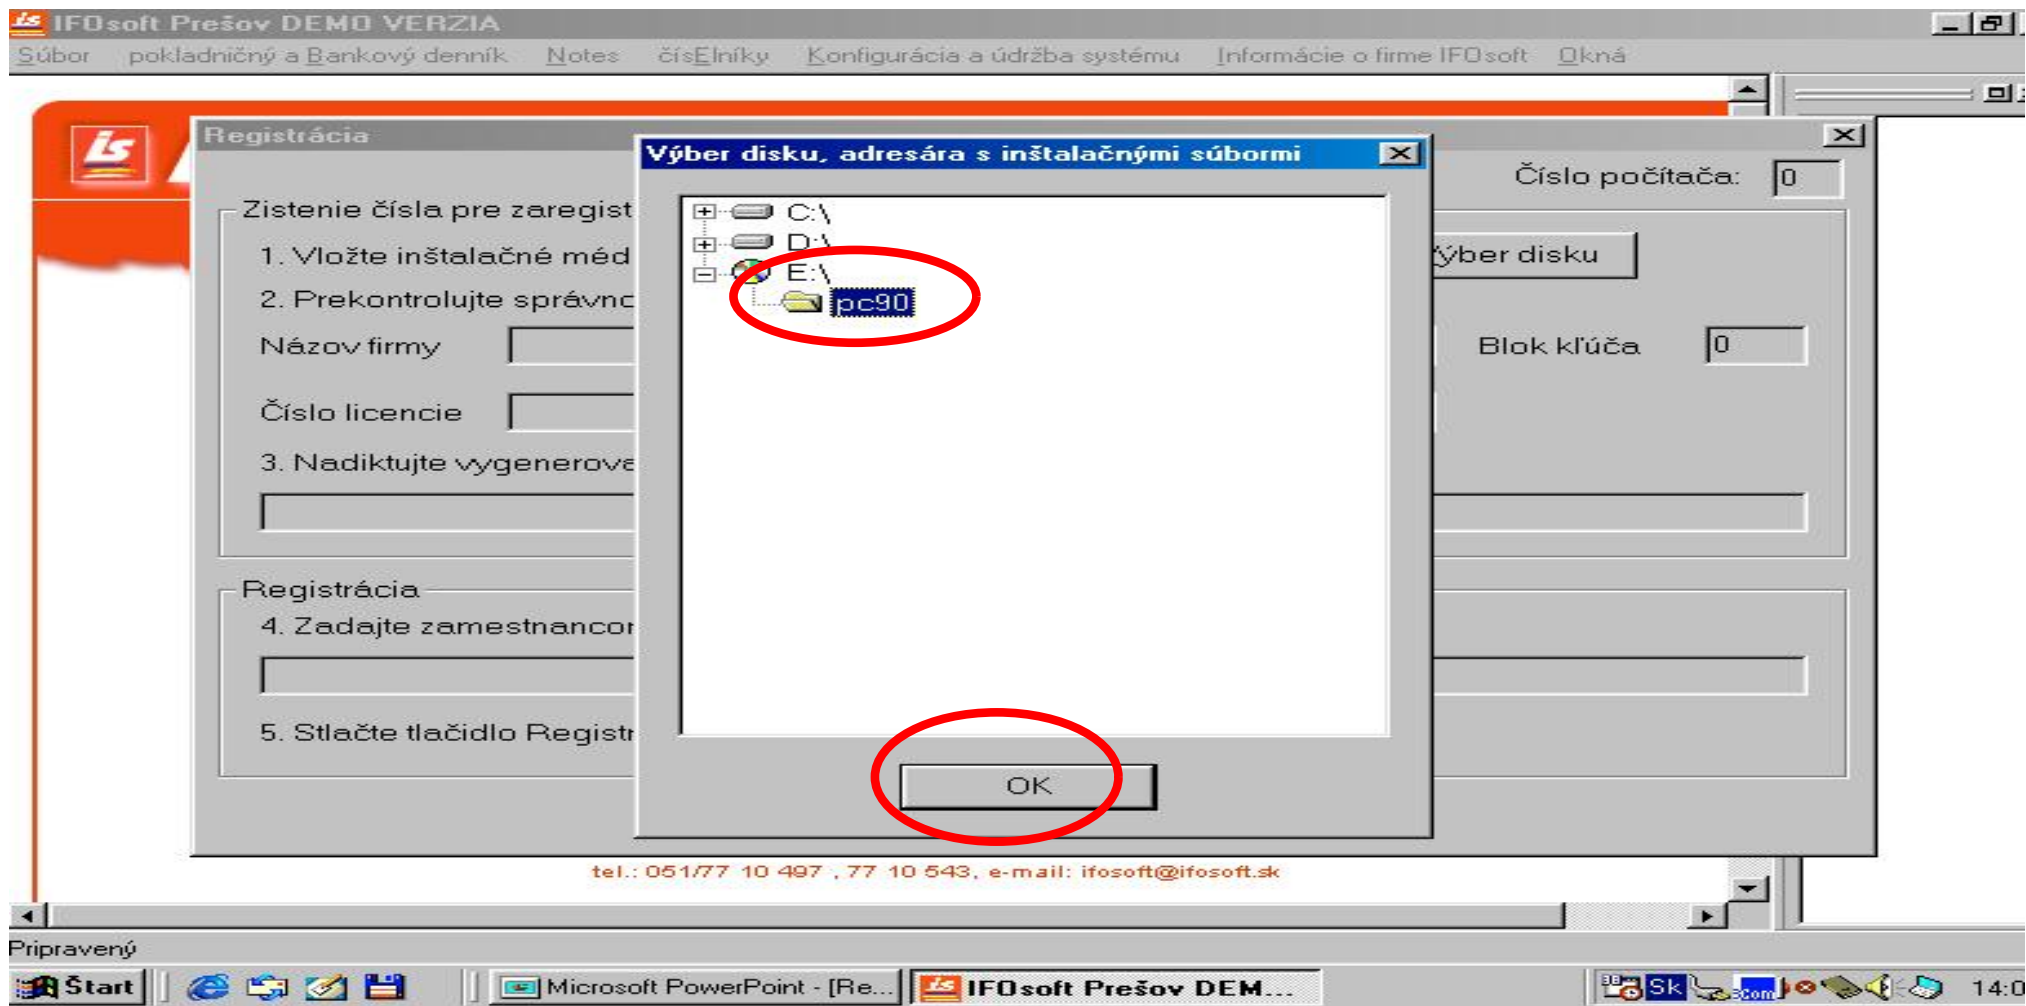 IFOsoft Prešov DEMO VERZIA
Súbor pokladničný a Bankový denník Notes čísElníky Konfigurácia a údržba systému Informácie o firme IFOsoft Okná
Registrácia
Výber disku, adresára s inštalačnými súbormi
Číslo počítača: 0
Zistenie čísla pre zaregist
C:\
D:\
E:\
pc90
1. Vložte inštalačné méd
ýber disku
2. Prekontrolujte správno
Názov firmy
Blok kľúča 0
Číslo licencie
3. Nadiktujte vygenerova
Registrácia
4. Zadajte zamestnancor
5. Stlačte tlačidlo Registr
OK
tel.: 051/77 10 497 , 77 10 543, e-mail: ifosoft@ifosoft.sk
Pripravený
Štart Microsoft PowerPoint - [Re... IFOsoft Prešov DEM... Sk 3com 14:0